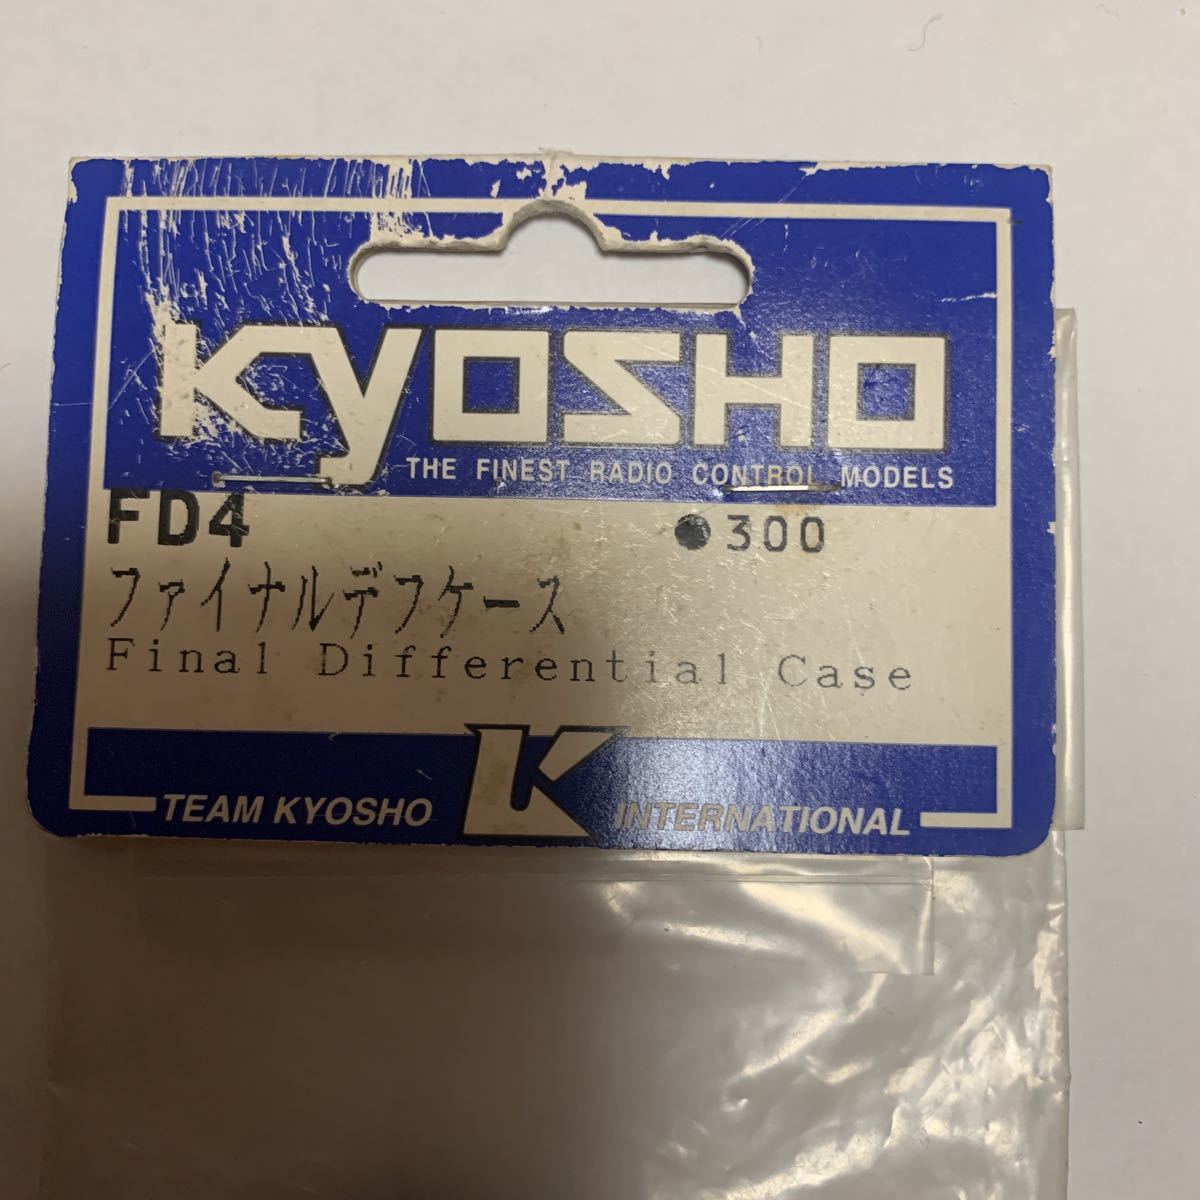 KYOSHO
THE FINEST RADIO CONTROL MODELS
FD4 ●300
ファイナルデフケース
Final Differential Case
TEAM KYOSHO K INTERNATIONAL